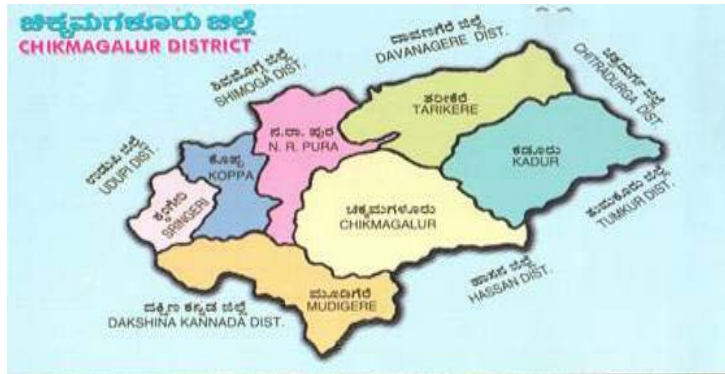 ಚಿಕ್ಕಮಗಳೂರು ಜಿಲ್ಲೆ
CHIKMAGALUR DISTRICT
ದಾವಣಗೆರೆ ಜಿಲ್ಲೆ
DAVANAGERE DIST.
ಚಿತ್ರದುರ್ಗ ಜಿಲ್ಲೆ
CHITRADURGA DIST
ಶಿವಮೊಗ್ಗ ಜಿಲ್ಲೆ
SHIMOGA DIST.
ತರೀಕೆರೆ
TARIKERE
ನ.ರಾ. ಪುರ
N. R. PURA
ಕಡೂರು
KADUR
ಕೊಪ್ಪ
KOPPA
ಉಡುಪಿ ಜಿಲ್ಲೆ
UDUPI DIST.
ಶೃಂಗೇರಿ
SRINGERI
ಚಿಕ್ಕಮಗಳೂರು
CHIKMAGALUR
ತುಮಕೂರು ಜಿಲ್ಲೆ
TUMKUR DIST.
ಹಾಸನ ಜಿಲ್ಲೆ
HASSAN DIST.
ಮೂಡಿಗೆರೆ
MUDIGERE
ದಕ್ಷಿಣ ಕನ್ನಡ ಜಿಲ್ಲೆ
DAKSHINA KANNADA DIST.